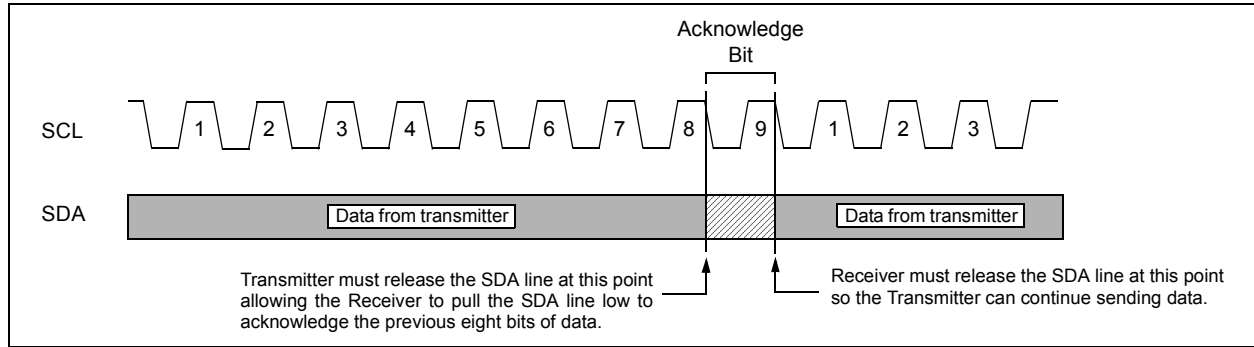 Acknowledge
Bit
SCL
1 2 3 4 5 6 7 8 9 1 2 3
SDA
Data from transmitter
Data from transmitter
Transmitter must release the SDA line at this point
allowing the Receiver to pull the SDA line low to
acknowledge the previous eight bits of data.
Receiver must release the SDA line at this point
so the Transmitter can continue sending data.